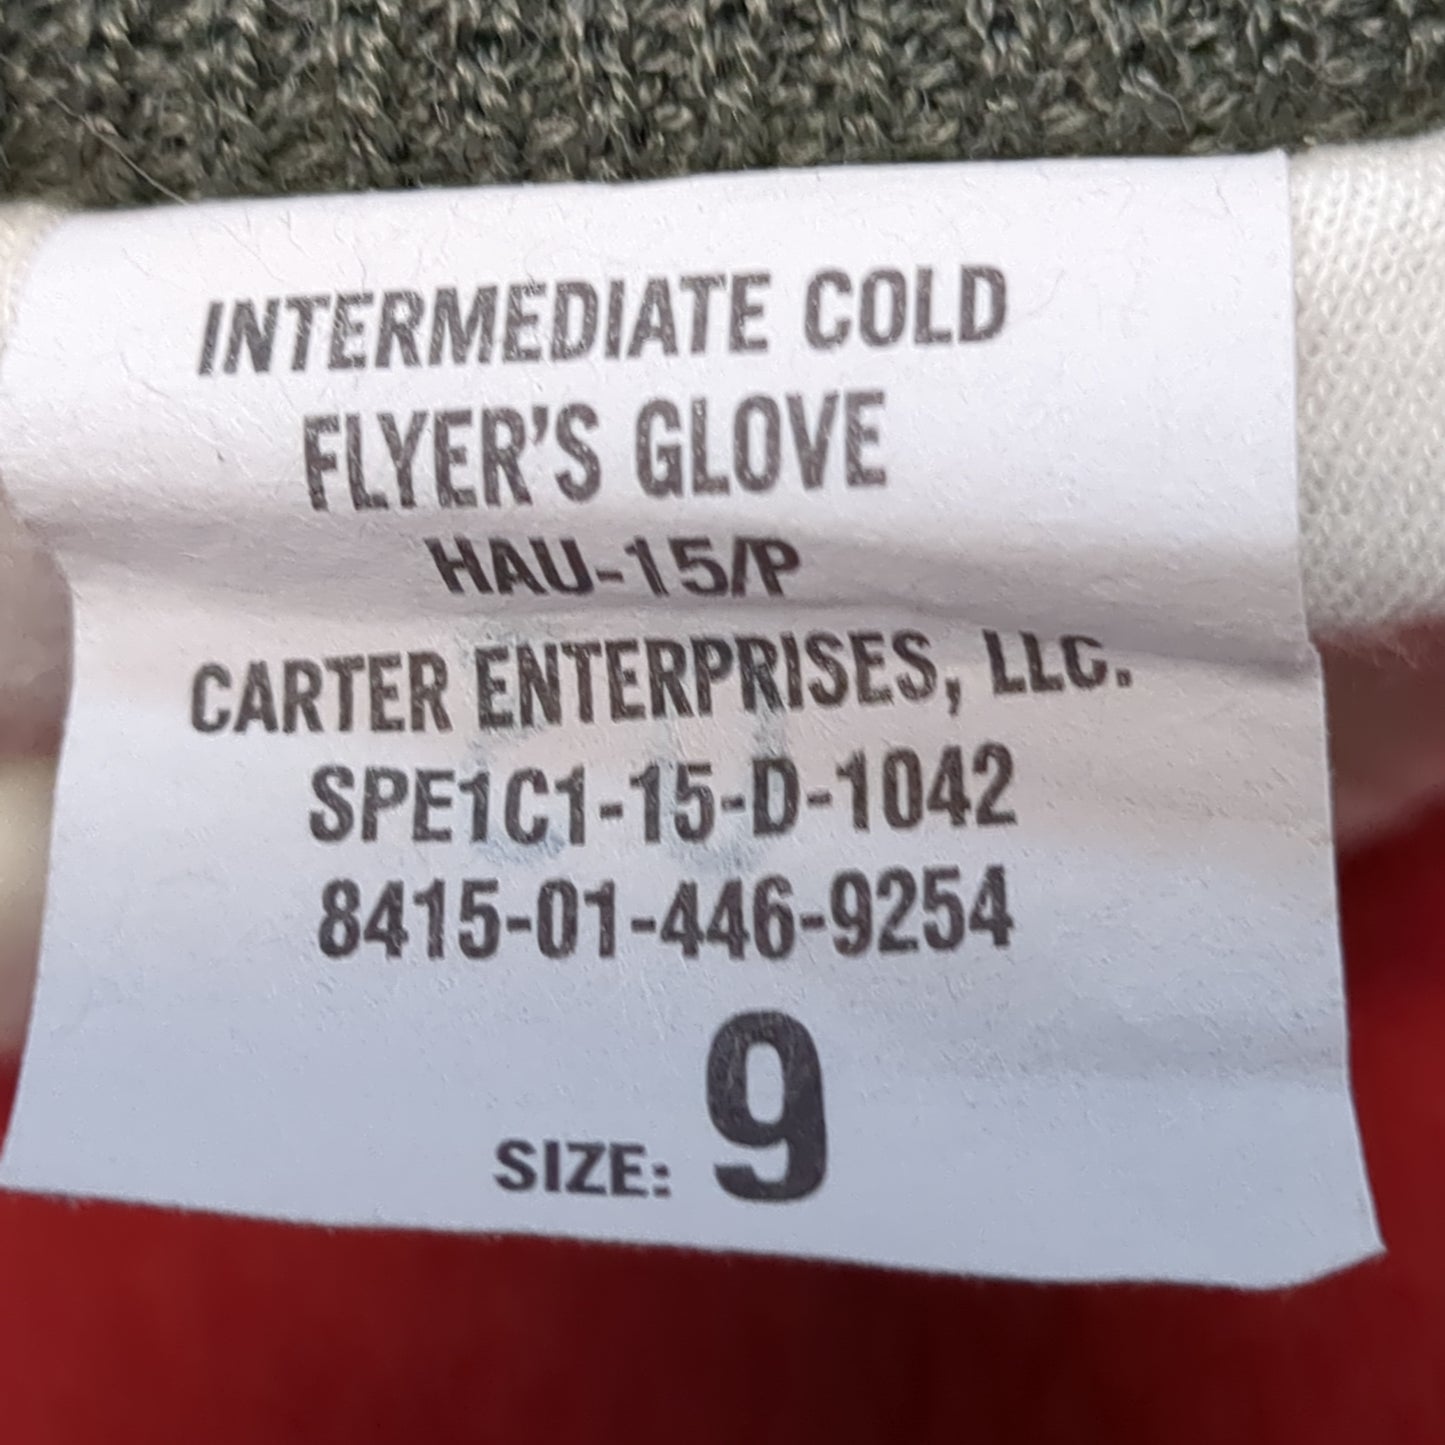 INTERMEDIATE COLD
FLYER'S GLOVE
HAU-15/P
CARTER ENTERPRISES, LLC.
SPE1C1-15-D-1042
8415-01-446-9254
SIZE: 9